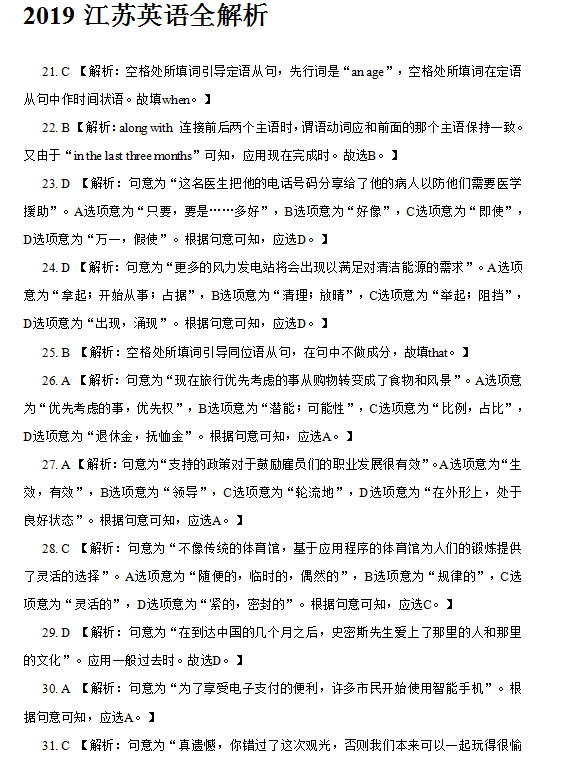 2019 江苏英语全解析
21. C 【解析：空格处所填词引导定语从句，先行词是“an age”，空格处所填词在定语
从句中作时间状语。故填when。】
22. B【解析：along with 连接前后两个主语时，谓语动词应和前面的那个主语保持一致。
又由于“in the last three months”可知，应用现在完成时。故选B。】
23. D 【解析：句意为“这名医生把他的电话号码分享给了他的病人以防他们需要医学
援助”。A选项意为“只要，要是……多好”，B选项意为“好像”，C选项意为“即使”，
D选项意为“万一，假使”。根据句意可知，应选D。】
24. D 【解析：句意为“更多的风力发电站将会出现以满足对清洁能源的需求”。A选项
意为“拿起；开始从事；占据”，B选项意为“清理；放晴”，C选项意为“举起；阻挡”，
D选项意为“出现，涌现”。根据句意可知，应选D。】
25. B 【解析：空格处所填词引导同位语从句，在句中不做成分，故填that。】
26. A 【解析：句意为“现在旅行优先考虑的事从购物转变成了食物和风景”。A选项意
为“优先考虑的事，优先权”，B选项意为“潜能；可能性”，C选项意为“比例，占比”，
D选项意为“退休金，抚恤金”。根据句意可知，应选A。】
27. A【解析：句意为“支持的政策对于鼓励雇员们的职业发展很有效”。A选项意为“生
效，有效”，B选项意为“领导”，C选项意为“轮流地”，D选项意为“在外形上，处于
良好状态”。根据句意可知，应选A。】
28. C 【解析：句意为“不像传统的体育馆，基于应用程序的体育馆为人们的锻炼提供
了灵活的选择”。A选项意为“随便的，临时的，偶然的”，B选项意为“规律的”，C选
项意为“灵活的”，D选项意为“紧的，密封的”。根据句意可知，应选C。】
29. D 【解析：句意为“在到达中国的几个月之后，史密斯先生爱上了那里的人和那里
的文化”。应用一般过去时。故选D。】
30. A 【解析：句意为“为了享受电子支付的便利，许多市民开始使用智能手机”。根
据句意可知，应选A。】
31. C 【解析：句意为“真遗憾，你错过了这次观光，否则我们本来可以一起玩得很愉